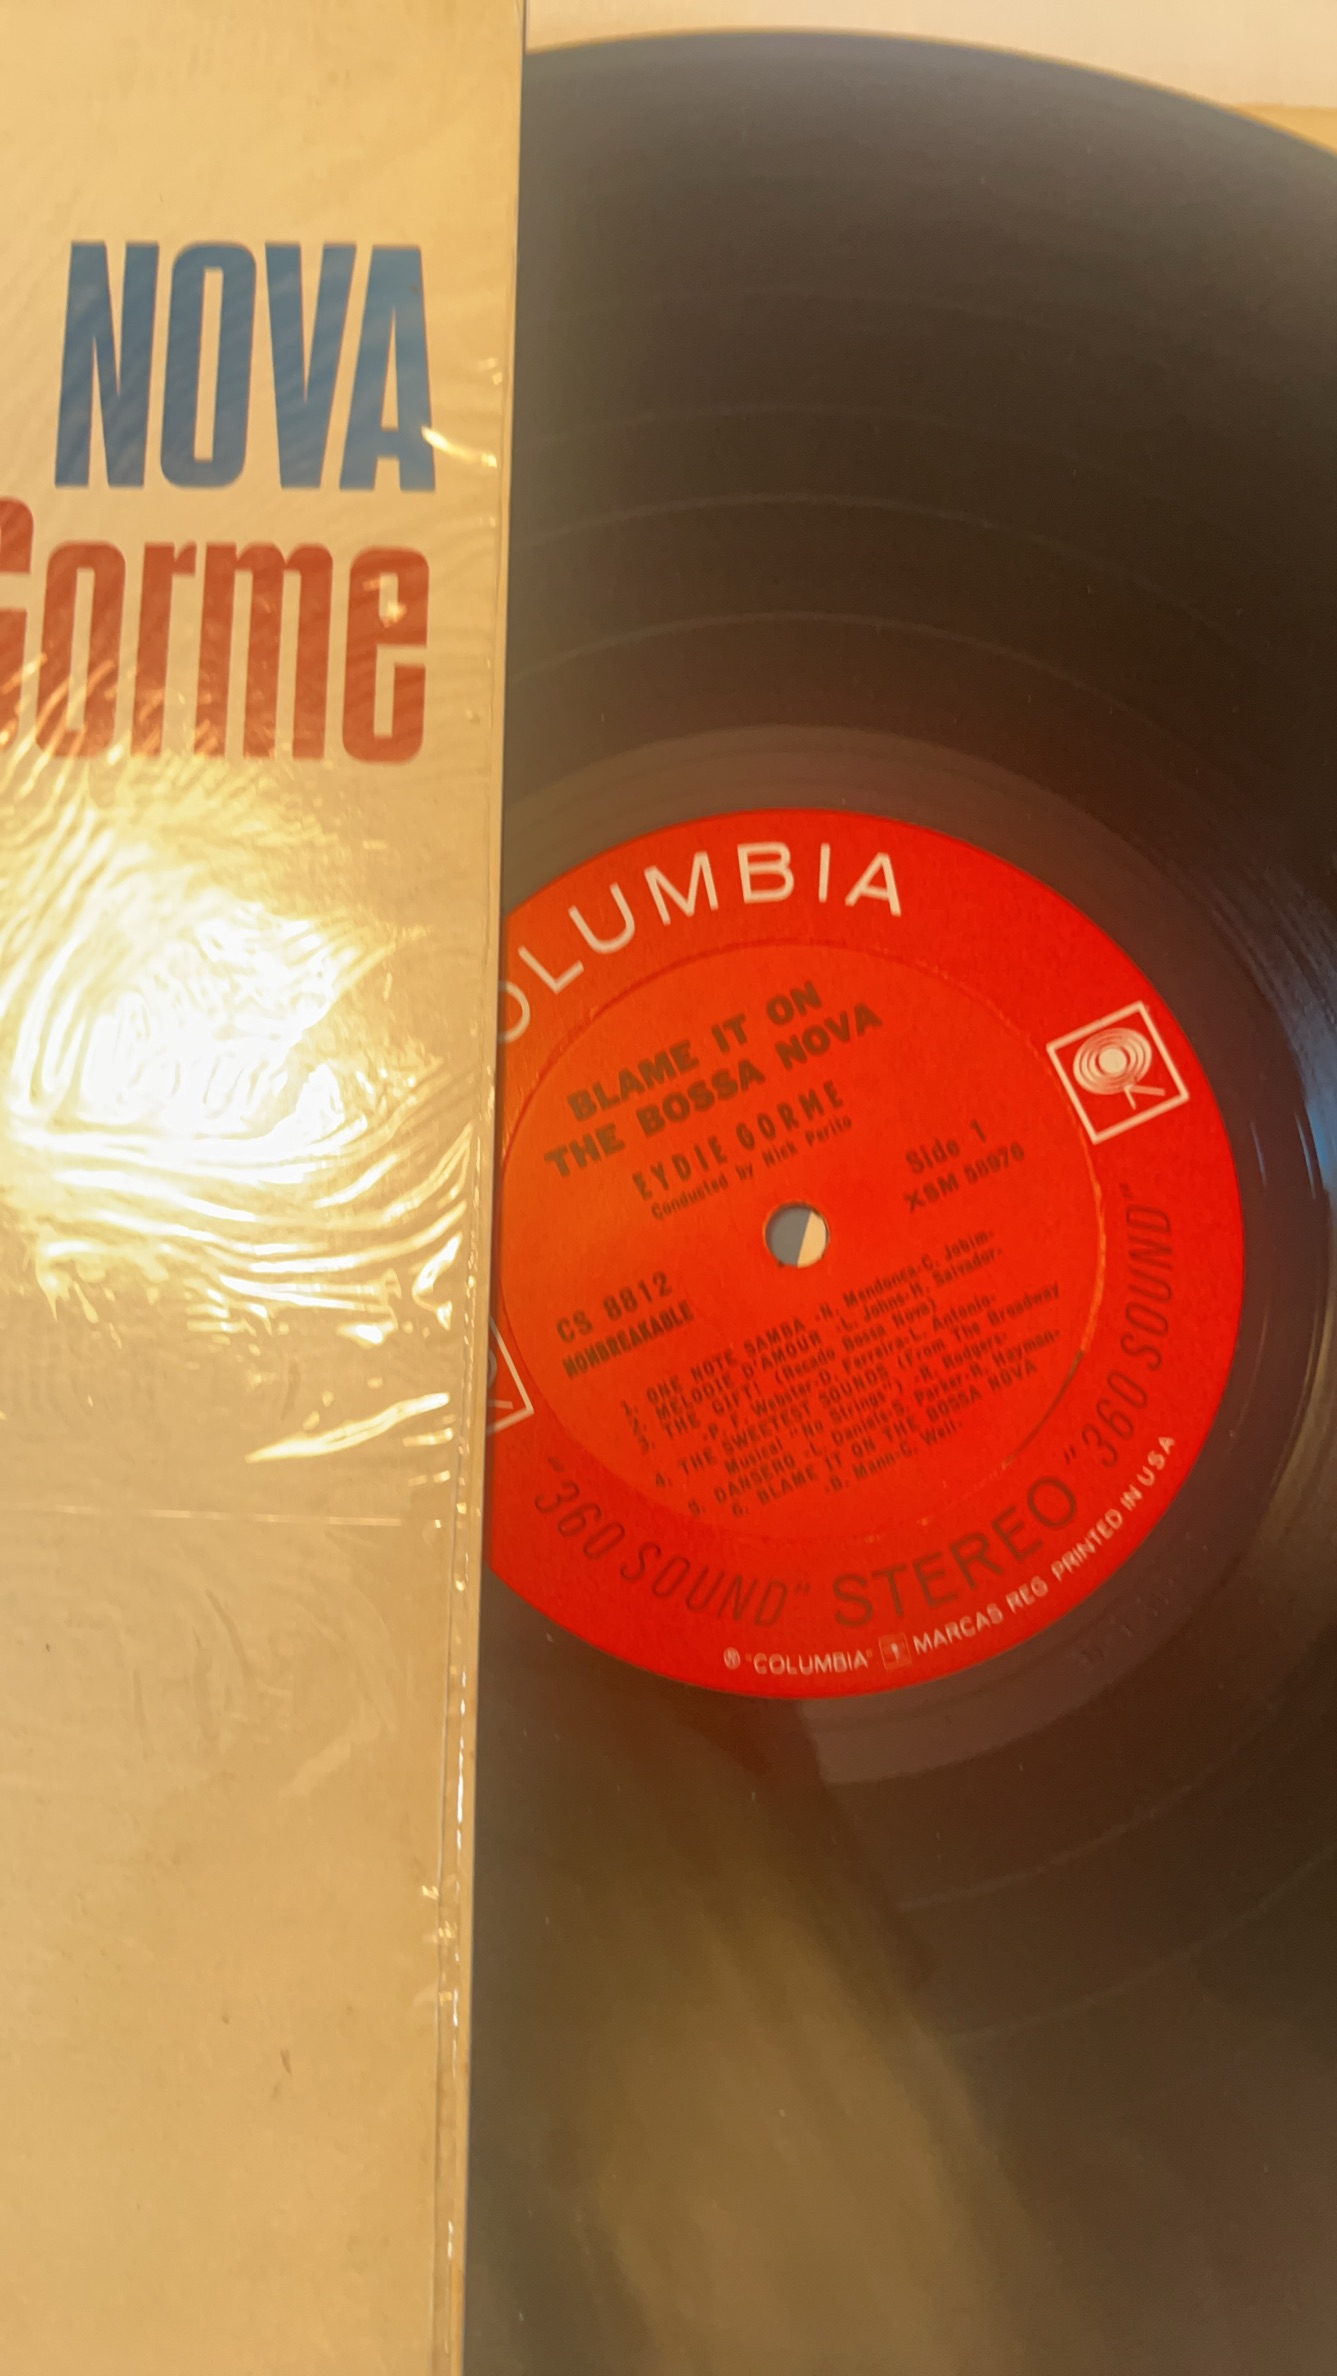 NOVA
Gorme
OLUMBIA
BLAME IT ON
THE BOSSA NOVA
EYDIE GORME
Conducted by Nick Perito
Side 1
XSM 58976
CS 8812
NONBREAKABLE
1. ONE NOTE SAMBA -N. Mendonca-C. Jobim-
2. MELODIE D'AMOUR -L. Johns-H. Salvador-
3. THE GIFT! (Recado Bossa Nova)
-P. F. Webster-D. Ferreira-L. Antonio-
4. THE SWEETEST SOUNDS (From The Broadway
Musical "No Strings") -R. Rodgers-
5. DANSERO -L. Daniels-S. Parker-R. Hayman-
6. BLAME IT ON THE BOSSA NOVA
-B. Mann-C. Weil-
"360 SOUND" STEREO "360 SOUND"
® "COLUMBIA" MARCAS REG PRINTED IN U S A